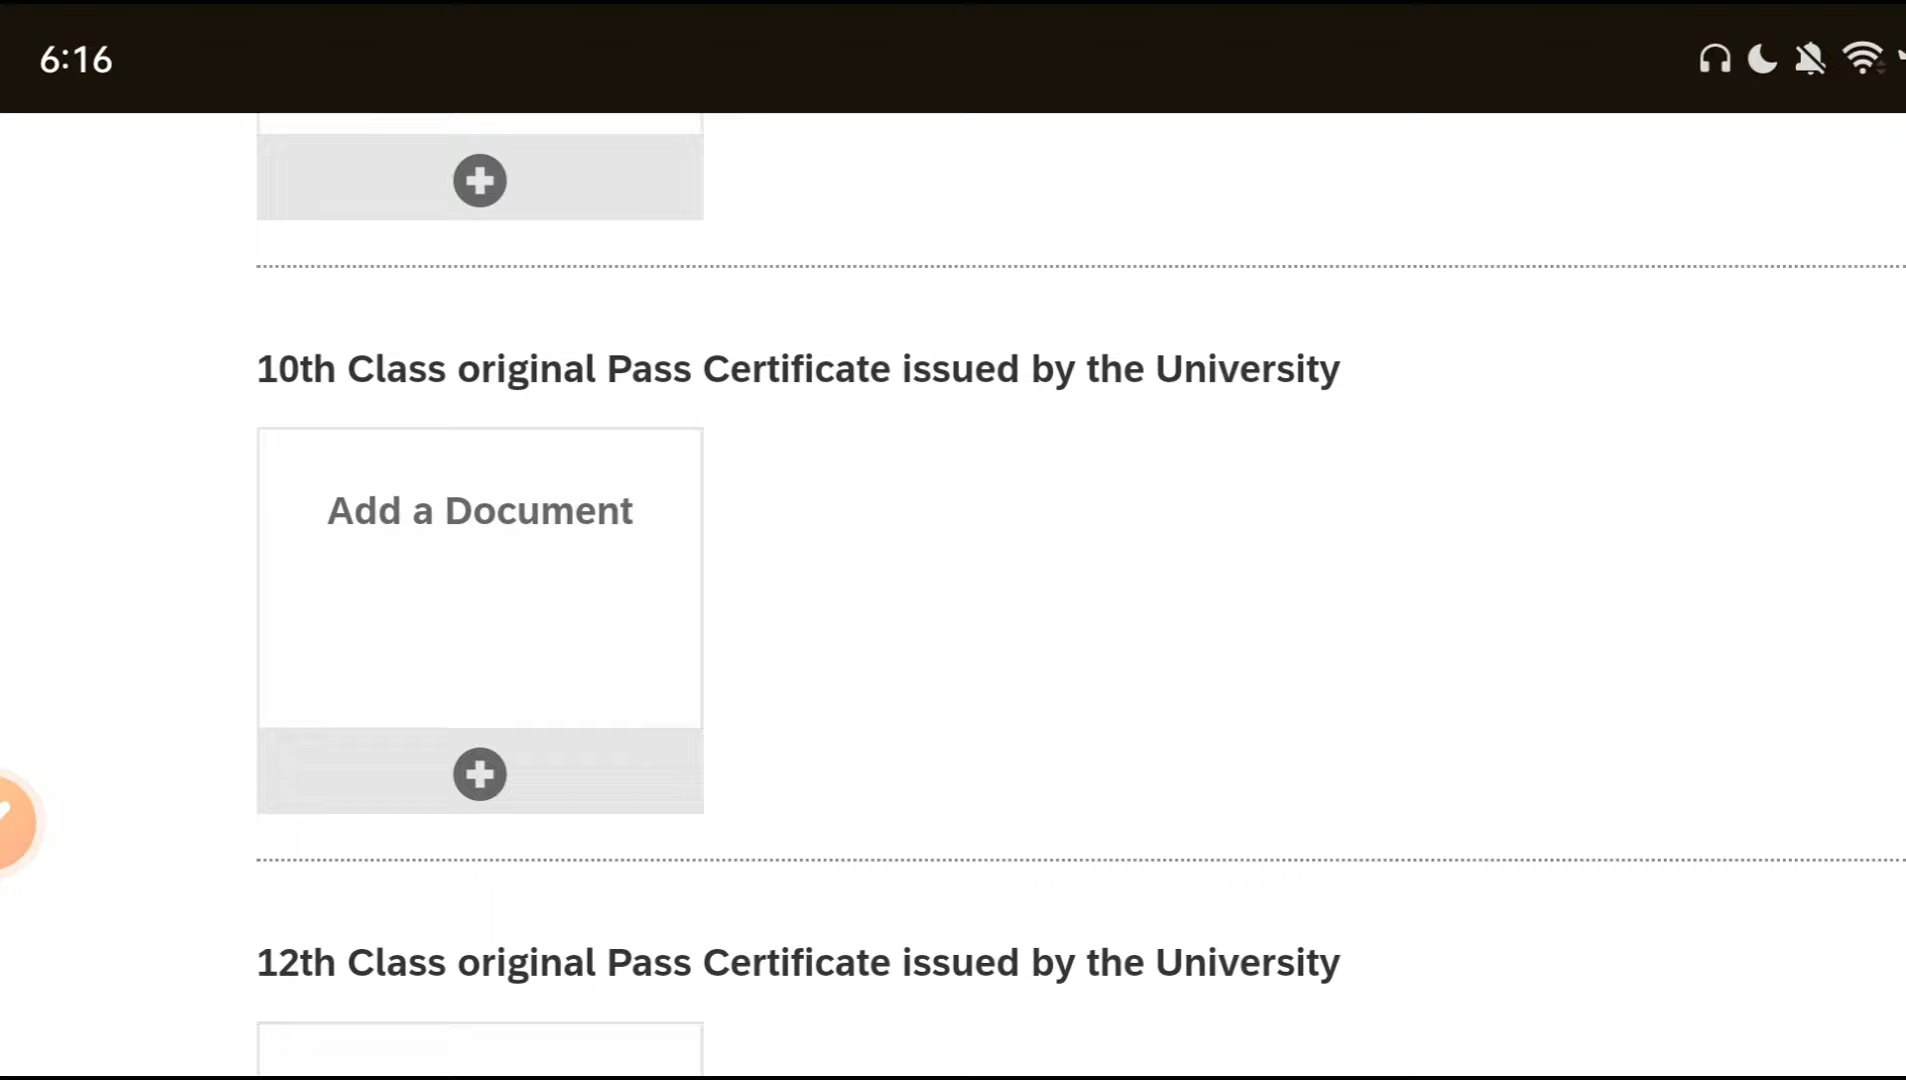 6:16
10th Class original Pass Certificate issued by the University
Add a Document
12th Class original Pass Certificate issued by the University